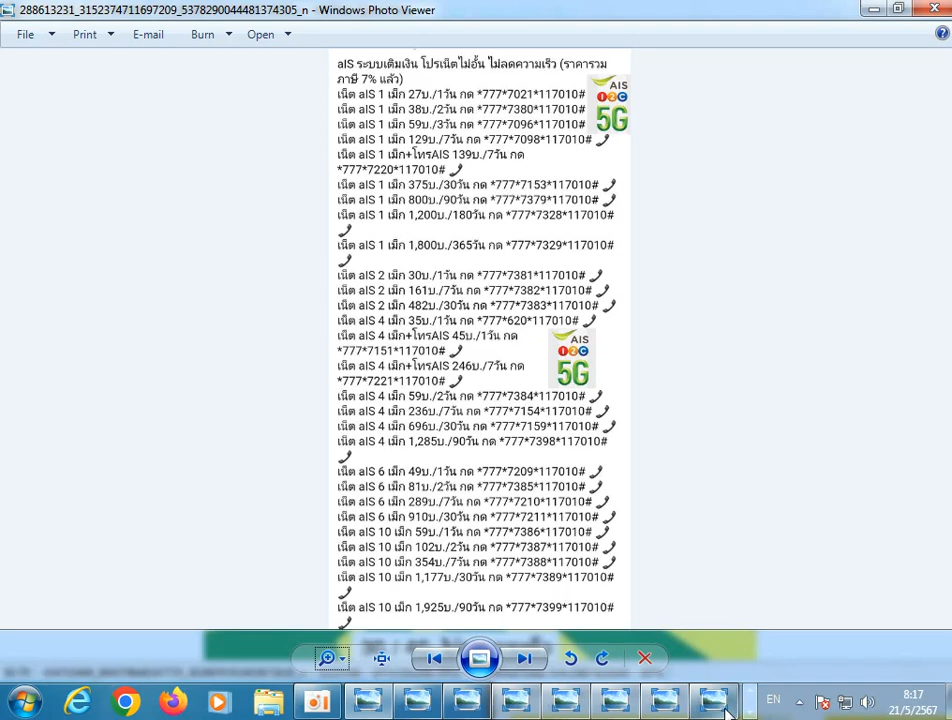 288613231_3152374711697209_5378290044481374305_n - Windows Photo Viewer
File Print E-mail Burn Open
aIS ระบบเติมเงิน โปรเน็ตไม่อั้น ไม่ลดความเร็ว (ราคารวม
ภาษี 7% แล้ว)
เน็ต aIS 1 เม็ก 27บ./1วัน กด *777*7021*117010#
เน็ต aIS 1 เม็ก 38บ./2วัน กด *777*7380*117010#
เน็ต aIS 1 เม็ก 59บ./3วัน กด *777*7096*117010#
เน็ต aIS 1 เม็ก 129บ./7วัน กด *777*7098*117010#
เน็ต aIS 1 เม็ก+โทรAIS 139บ./7วัน กด
*777*7220*117010#
เน็ต aIS 1 เม็ก 375บ./30วัน กด *777*7153*117010#
เน็ต aIS 1 เม็ก 800บ./90วัน กด *777*7379*117010#
เน็ต aIS 1 เม็ก 1,200บ./180วัน กด *777*7328*117010#
เน็ต aIS 1 เม็ก 1,800บ./365วัน กด *777*7329*117010#
เน็ต aIS 2 เม็ก 30บ./1วัน กด *777*7381*117010#
เน็ต aIS 2 เม็ก 161บ./7วัน กด *777*7382*117010#
เน็ต aIS 2 เม็ก 482บ./30วัน กด *777*7383*117010#
เน็ต aIS 4 เม็ก 35บ./1วัน กด *777*620*117010#
เน็ต aIS 4 เม็ก+โทรAIS 45บ./1วัน กด
*777*7151*117010#
เน็ต aIS 4 เม็ก+โทรAIS 246บ./7วัน กด
*777*7221*117010#
เน็ต aIS 4 เม็ก 59บ./2วัน กด *777*7384*117010#
เน็ต aIS 4 เม็ก 236บ./7วัน กด *777*7154*117010#
เน็ต aIS 4 เม็ก 696บ./30วัน กด *777*7159*117010#
เน็ต aIS 4 เม็ก 1,285บ./90วัน กด *777*7398*117010#
เน็ต aIS 6 เม็ก 49บ./1วัน กด *777*7209*117010#
เน็ต aIS 6 เม็ก 81บ./2วัน กด *777*7385*117010#
เน็ต aIS 6 เม็ก 289บ./7วัน กด *777*7210*117010#
เน็ต aIS 6 เม็ก 910บ./30วัน กด *777*7211*117010#
เน็ต aIS 10 เม็ก 59บ./1วัน กด *777*7386*117010#
เน็ต aIS 10 เม็ก 102บ./2วัน กด *777*7387*117010#
เน็ต aIS 10 เม็ก 354บ./7วัน กด *777*7388*117010#
เน็ต aIS 10 เม็ก 1,177บ./30วัน กด *777*7389*117010#
เน็ต aIS 10 เม็ก 1,925บ./90วัน กด *777*7399*117010#
AIS
12C
5G
AIS
12C
5G
EN
8:17
21/5/2567